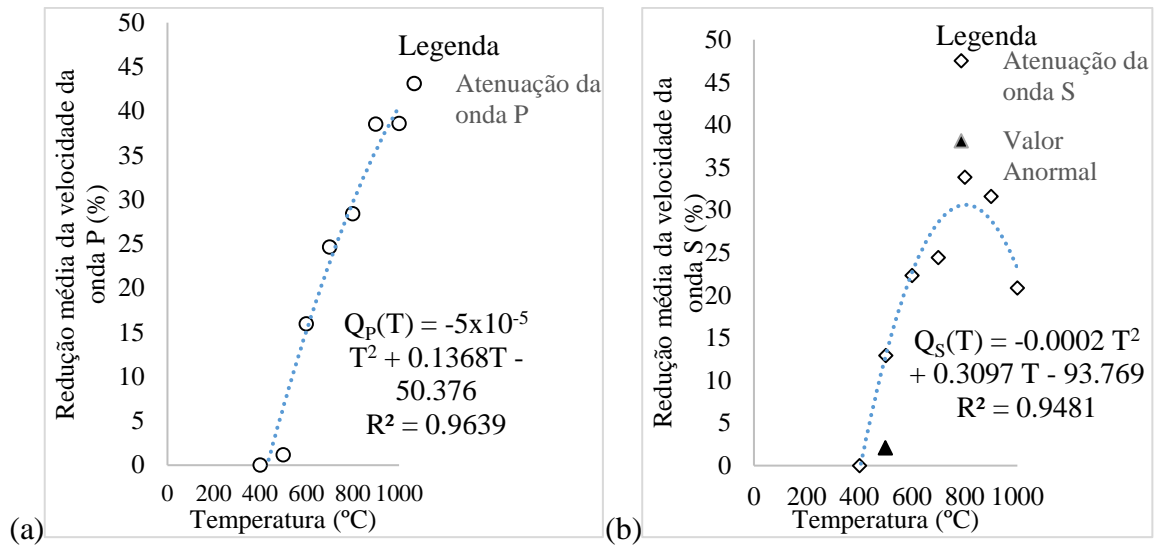 50
45
40
35
30
25
20
15
10
5
0
0 200 400 600 800 1000
Redução média da velocidade da
onda P (%)
Temperatura (ºC)
Legenda
Atenuação da
onda P
Q_P(T) = -5x10^-5
T² + 0.1368T -
50.376
R² = 0.9639
(a)
50
45
40
35
30
25
20
15
10
5
0
0 200 400 600 800 1000
Redução média da velocidade da
onda S (%)
Temperatura (ºC)
Legenda
Atenuação da
onda S
Valor
Anormal
Q_S(T) = -0.0002 T²
+ 0.3097 T - 93.769
R² = 0.9481
(b)